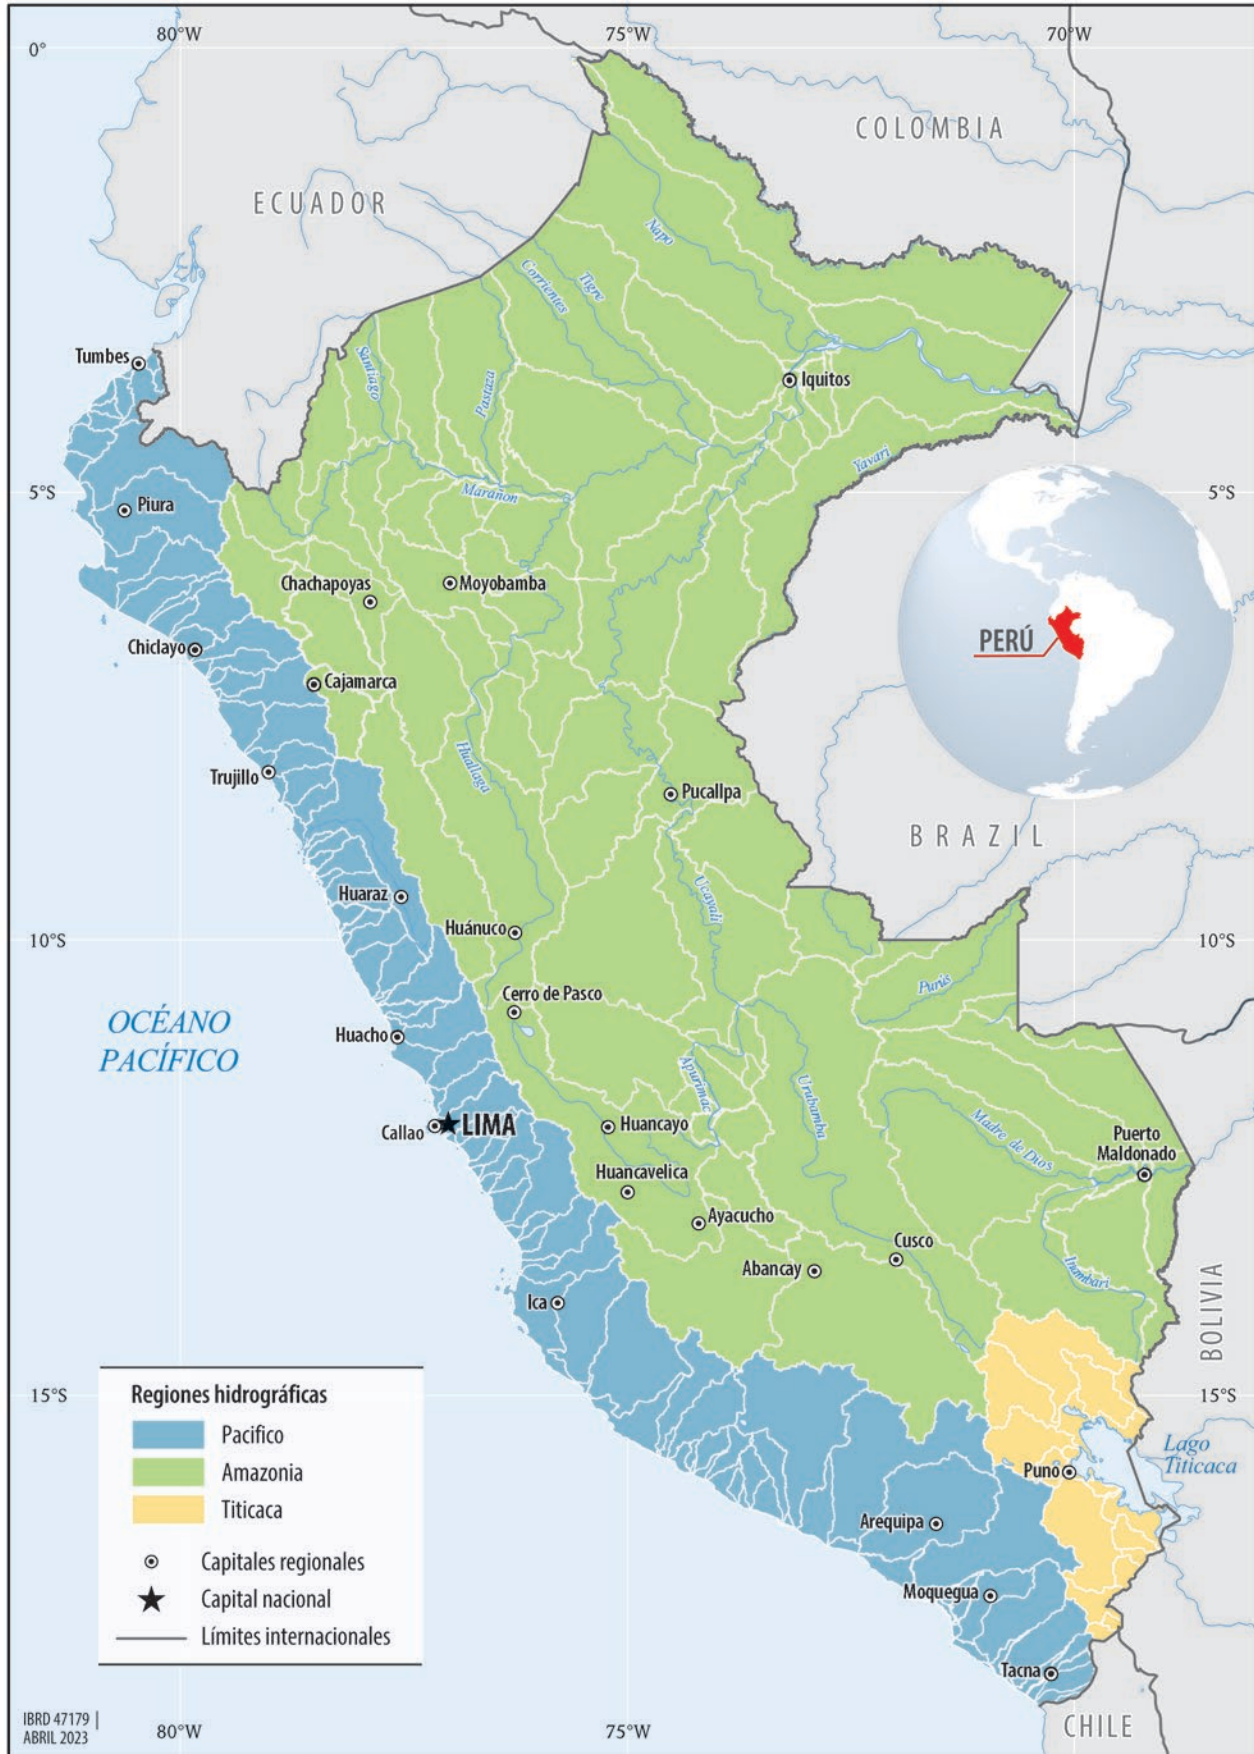 80°W
75°W
70°W
0°
COLOMBIA
ECUADOR
Napo
Tigre
Corrientes
Tumbes
Santiago
Pastaza
Iquitos
Yavari
Marañon
5°S
5°S
Piura
Chachapoyas
Moyobamba
PERÚ
Chiclayo
Cajamarca
Huallaga
Trujillo
Pucallpa
BRAZIL
Huaraz
Ucayali
Huánuco
10°S
10°S
Purús
Cerro de Pasco
OCÉANO
PACÍFICO
Huacho
Apurimac
Urubamba
Callao
LIMA
Huancayo
Madre de Dios
Puerto
Maldonado
Huancavelica
Ayacucho
Cusco
Abancay
Inambari
BOLIVIA
Ica
15°S
15°S
Regiones hidrográficas
Pacifico
Amazonia
Titicaca
Capitales regionales
Capital nacional
Límites internacionales
Lago
Titicaca
Puno
Arequipa
Moquegua
Tacna
CHILE
IBRD 47179
ABRIL 2023
80°W
75°W